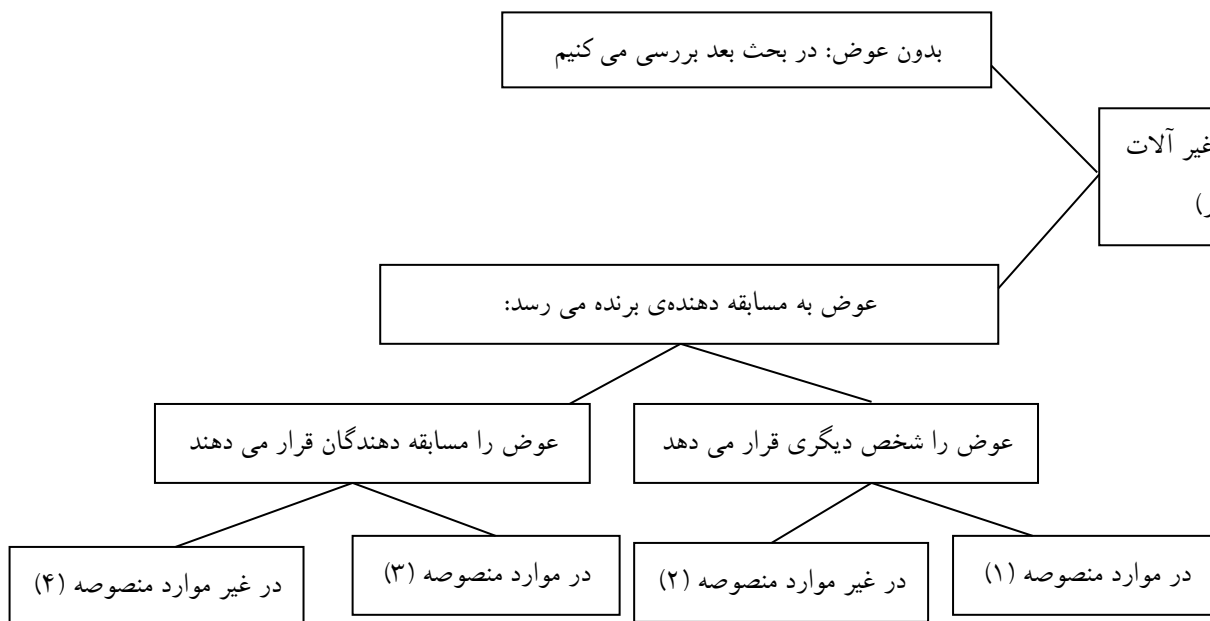 بدون عوض: در بحث بعد بررسی می کنیم
غیر آلات
عوض به مسابقه دهنده‌ی برنده می رسد:
عوض را شخص دیگری قرار می دهد
عوض را مسابقه دهندگان قرار می دهند
در موارد منصوصه (۱)
در غیر موارد منصوصه (۲)
در موارد منصوصه (۳)
در غیر موارد منصوصه (۴)